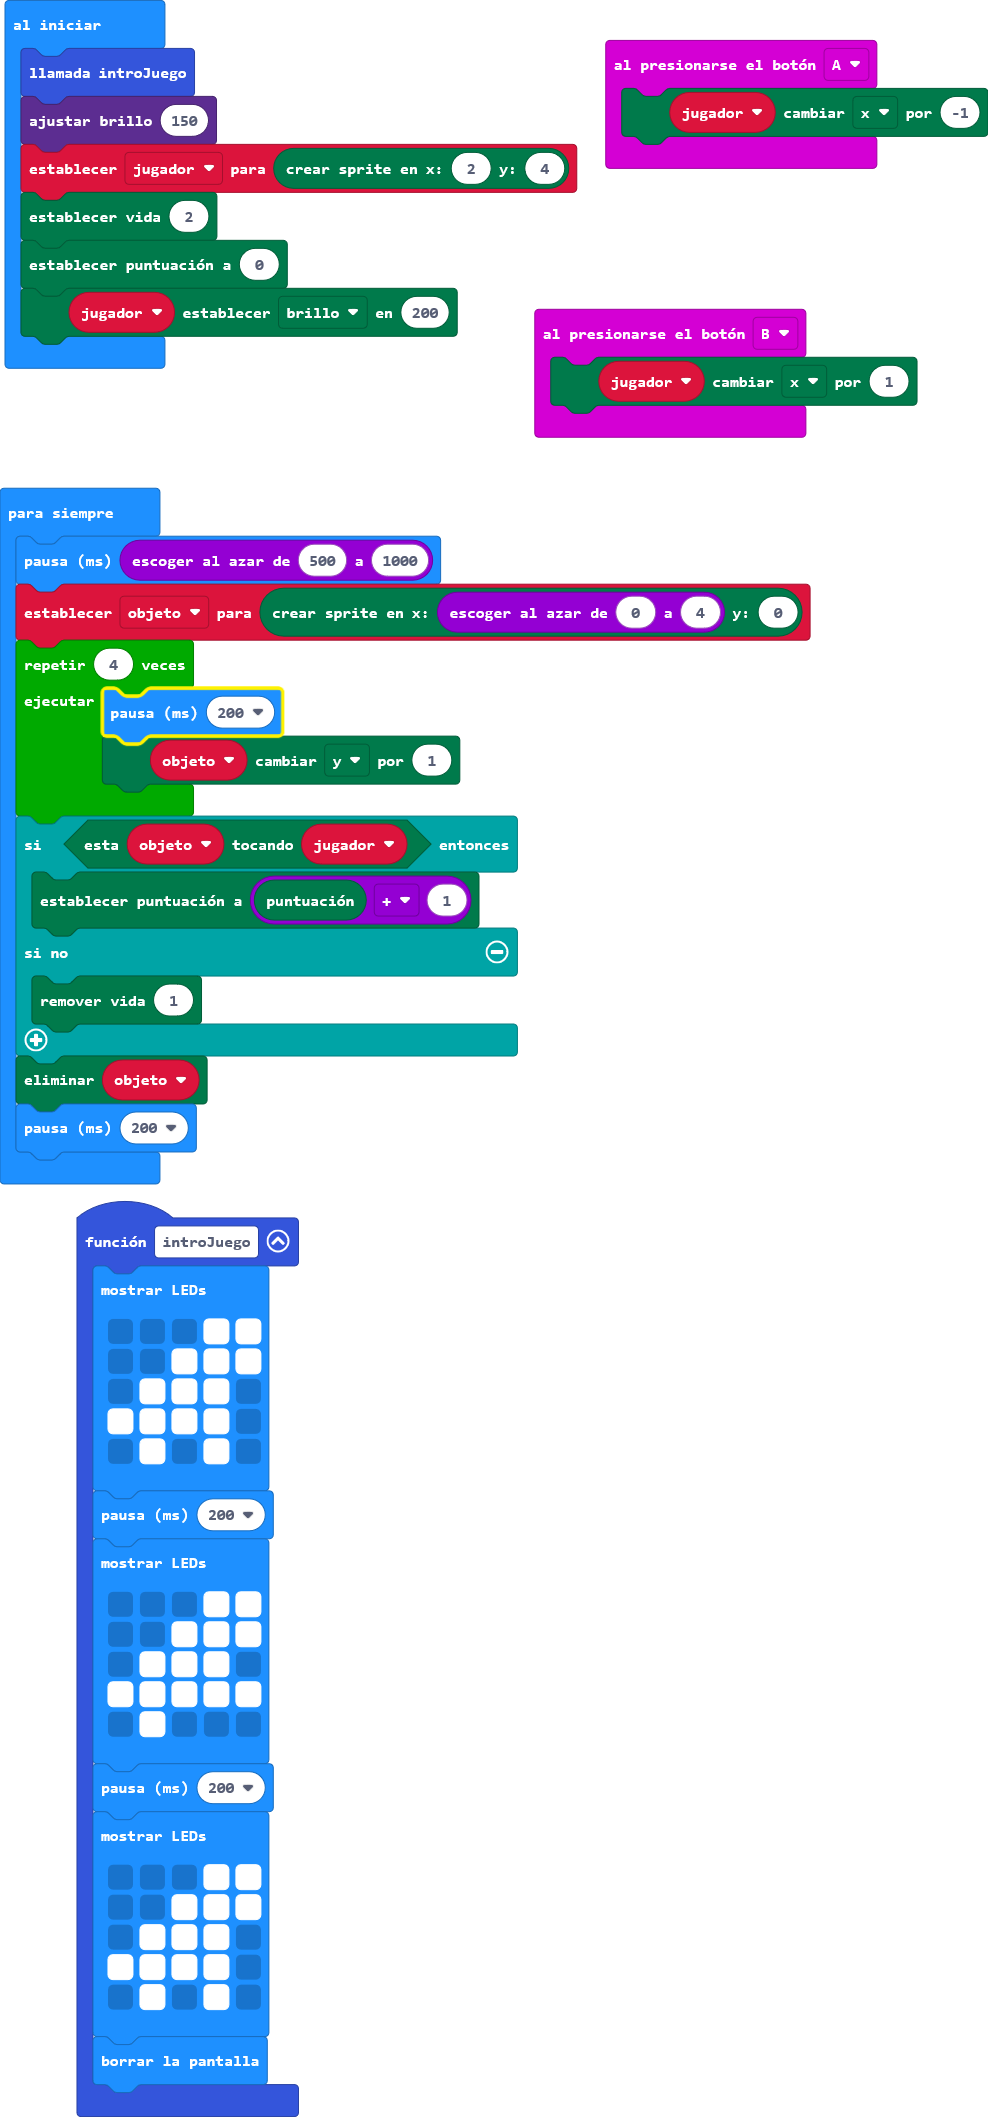 al iniciar
llamada introJuego
ajustar brillo 150
establecer jugador para crear sprite en x: 2 y: 4
establecer vida 2
establecer puntuación a 0
jugador establecer brillo en 200
al presionarse el botón A
jugador cambiar x por -1
al presionarse el botón B
jugador cambiar x por 1
para siempre
pausa (ms) escoger al azar de 500 a 1000
establecer objeto para crear sprite en x: escoger al azar de 0 a 4 y: 0
repetir 4 veces
ejecutar
pausa (ms) 200
objeto cambiar y por 1
si esta objeto tocando jugador entonces
establecer puntuación a puntuación + 1
si no
remover vida 1
eliminar objeto
pausa (ms) 200
función introJuego
mostrar LEDs
pausa (ms) 200
mostrar LEDs
pausa (ms) 200
mostrar LEDs
borrar la pantalla